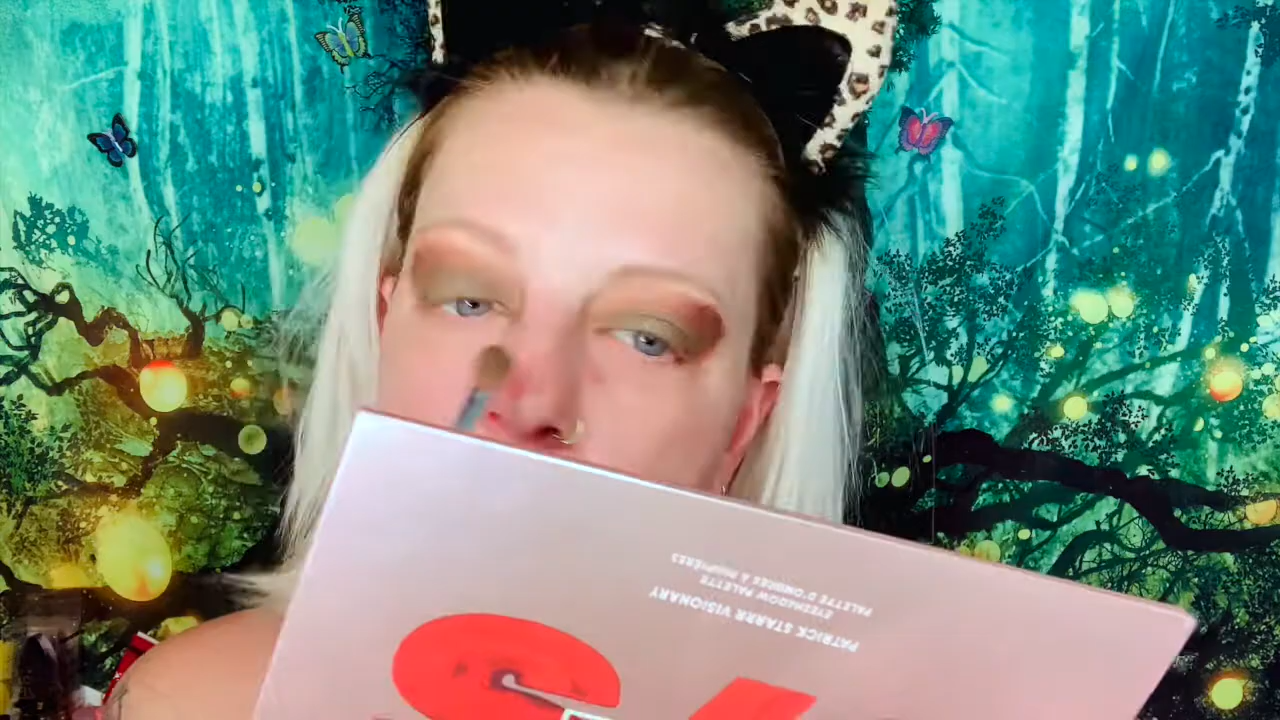 PATRICK STARRR VISIONARY
EYESHADOW PALETTE
PALETTE D'OMBRES À PAUPIÈRES